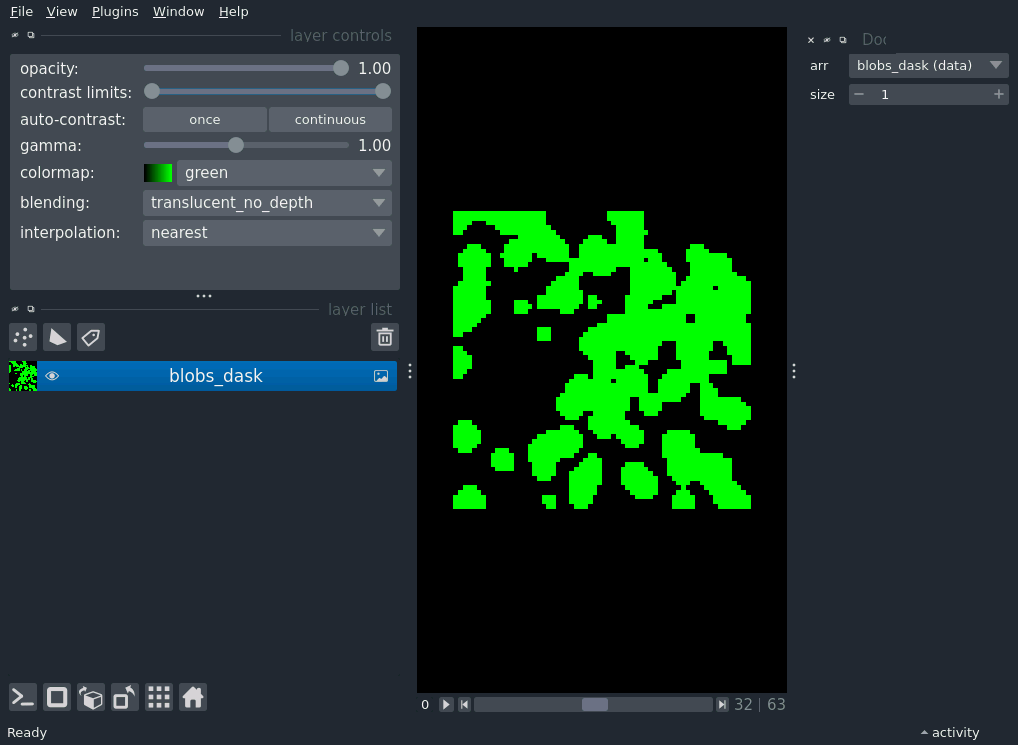 File View Plugins Window Help
layer controls
opacity: 1.00
contrast limits:
auto-contrast: once continuous
gamma: 1.00
colormap: green
blending: translucent_no_depth
interpolation: nearest
layer list
blobs_dask
arr blobs_dask (data)
size 1
0 32 | 63
Ready
activity